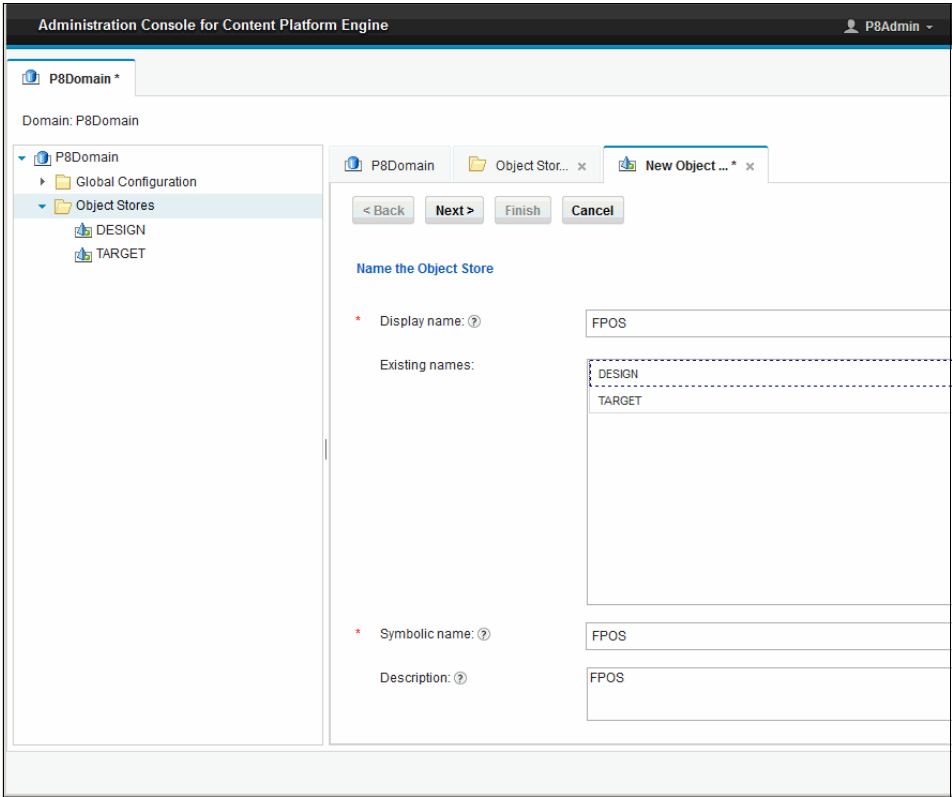 Administration Console for Content Platform Engine
P8Admin
P8Domain *
Domain: P8Domain
P8Domain
Global Configuration
Object Stores
DESIGN
TARGET
P8Domain
Object Stor...
New Object ... *
< Back
Next >
Finish
Cancel
Name the Object Store
* Display name: ?
FPOS
Existing names:
DESIGN
TARGET
* Symbolic name: ?
FPOS
Description: ?
FPOS